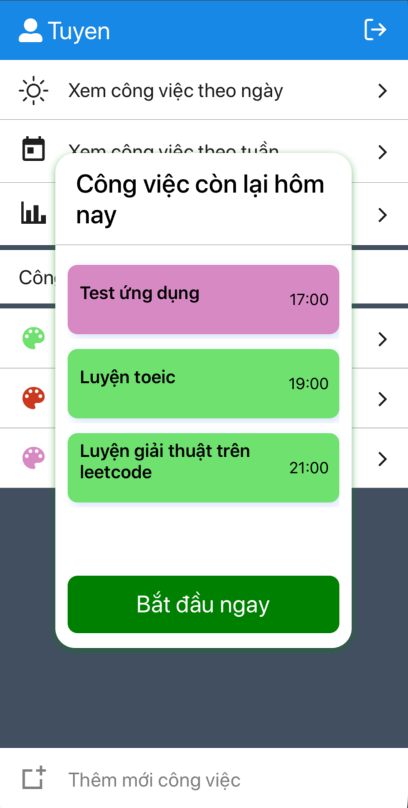 Tuyen
Xem công việc theo ngày
Xem công việc theo tuần
Công việc còn lại hôm
nay
Test ứng dụng
17:00
Luyện toeic
19:00
Luyện giải thuật trên
leetcode
21:00
Bắt đầu ngay
Thêm mới công việc